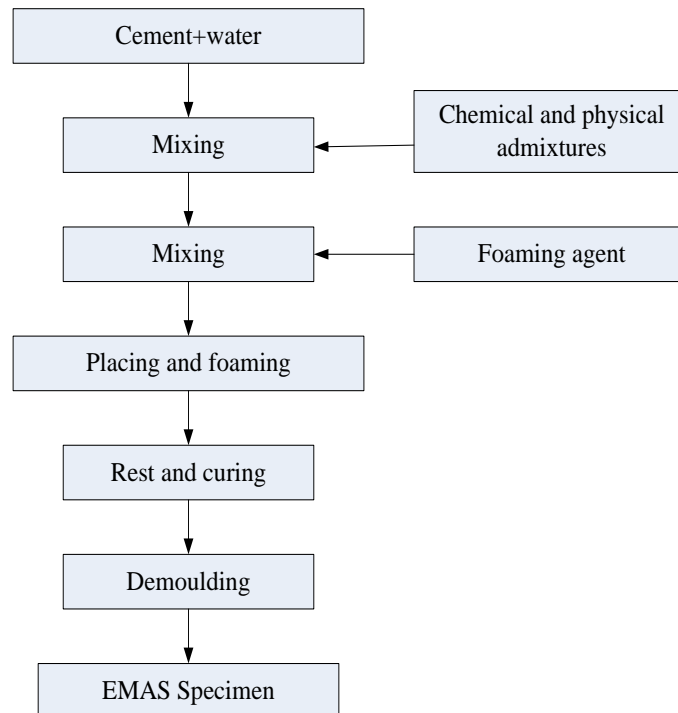 Cement+water
Chemical and physical
admixtures
Mixing
Mixing
Foaming agent
Placing and foaming
Rest and curing
Demoulding
EMAS Specimen